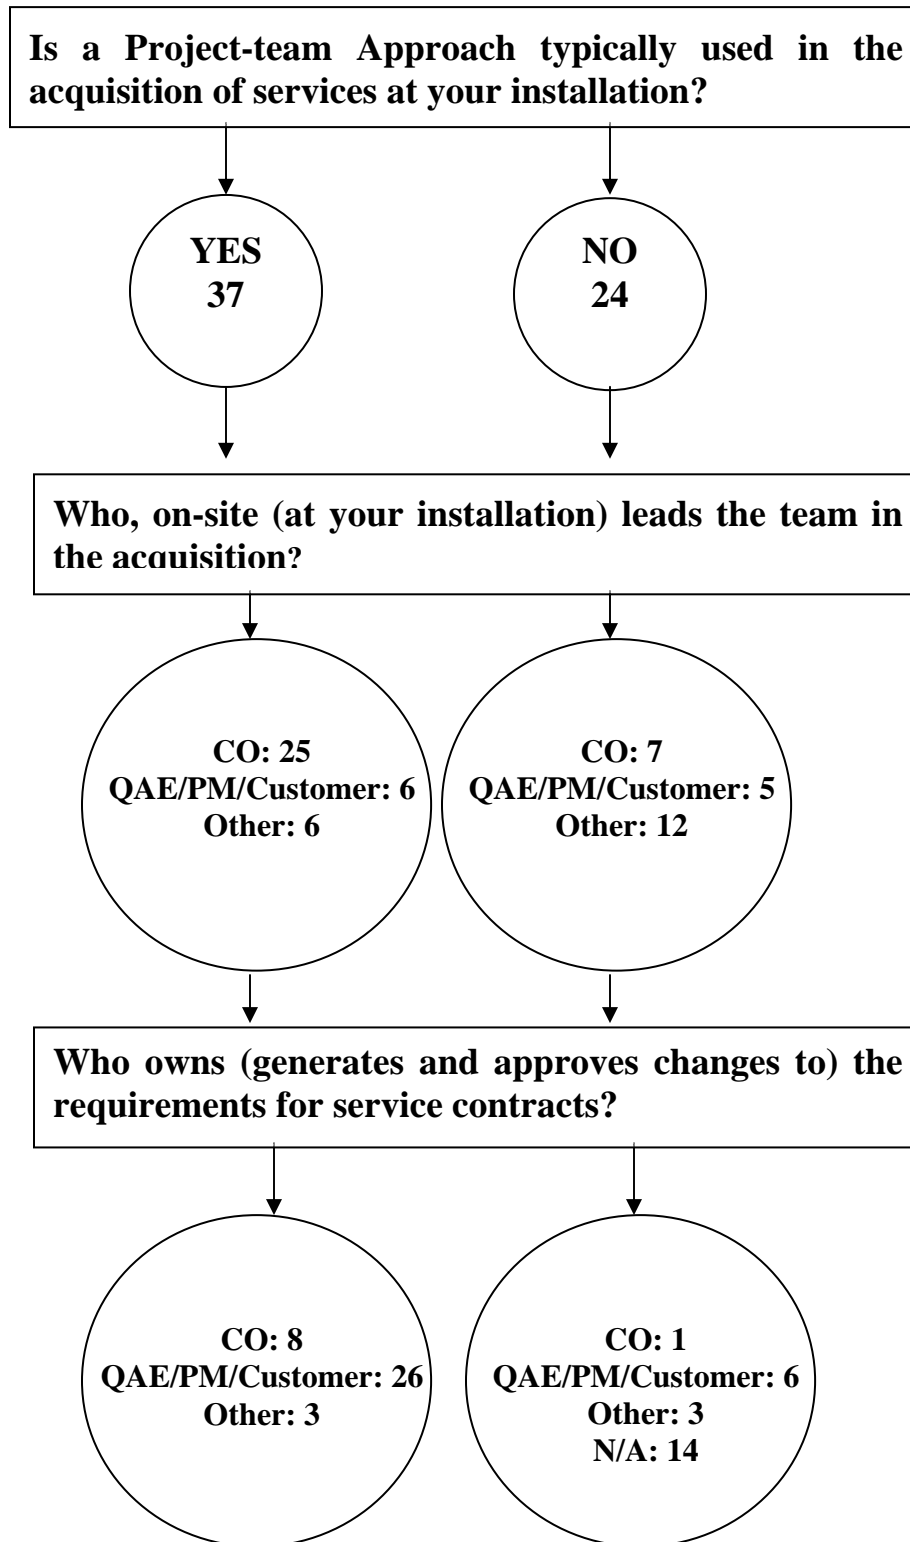 Is a Project-team Approach typically used in the
acquisition of services at your installation?
YES
37
NO
24
Who, on-site (at your installation) leads the team in
the acquisition?
CO: 25
QAE/PM/Customer: 6
Other: 6
CO: 7
QAE/PM/Customer: 5
Other: 12
Who owns (generates and approves changes to) the
requirements for service contracts?
CO: 8
QAE/PM/Customer: 26
Other: 3
CO: 1
QAE/PM/Customer: 6
Other: 3
N/A: 14